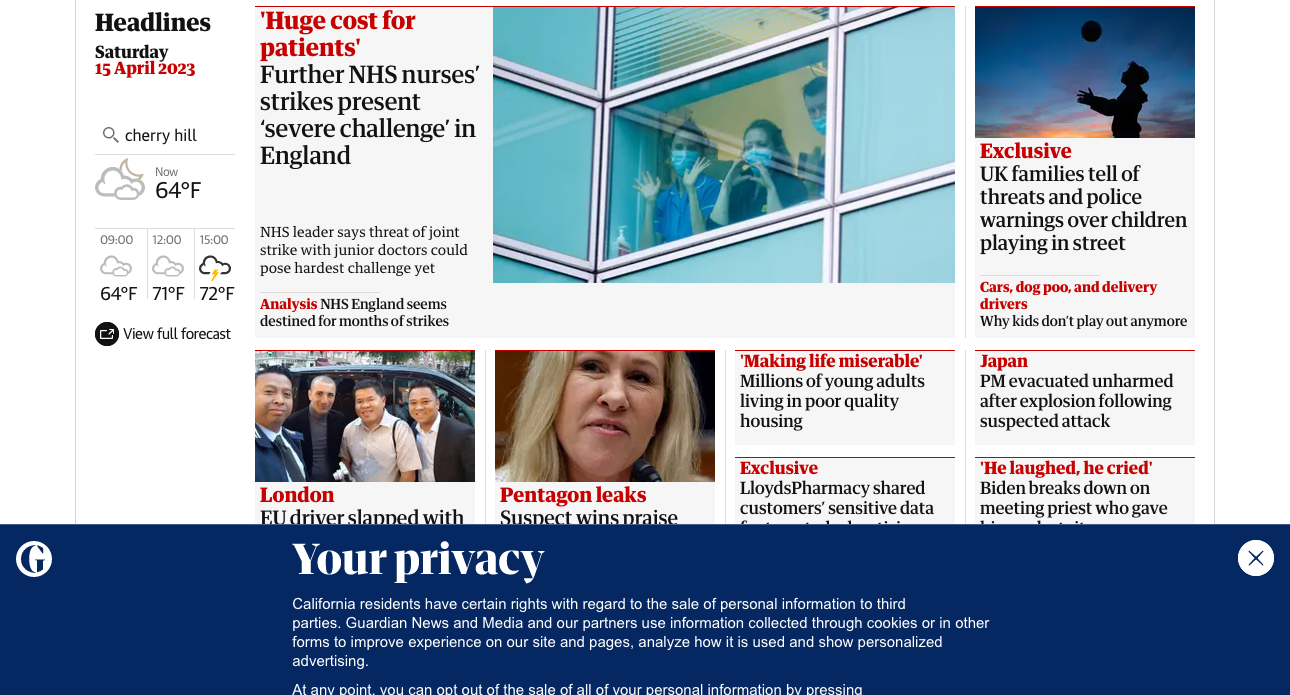 Headlines
Saturday
15 April 2023
cherry hill
Now
64°F
09:00
12:00
15:00
64°F
71°F
72°F
View full forecast
'Huge cost for
patients'
Further NHS nurses’
strikes present
‘severe challenge’ in
England
NHS leader says threat of joint
strike with junior doctors could
pose hardest challenge yet
Analysis NHS England seems
destined for months of strikes
Exclusive
UK families tell of
threats and police
warnings over children
playing in street
Cars, dog poo, and delivery
drivers
Why kids don’t play out anymore
London
EU driver slapped with
Pentagon leaks
Suspect wins praise
'Making life miserable'
Millions of young adults
living in poor quality
housing
Exclusive
LloydsPharmacy shared
customers’ sensitive data
Japan
PM evacuated unharmed
after explosion following
suspected attack
'He laughed, he cried'
Biden breaks down on
meeting priest who gave
Your privacy
California residents have certain rights with regard to the sale of personal information to third
parties. Guardian News and Media and our partners use information collected through cookies or in other
forms to improve experience on our site and pages, analyze how it is used and show personalized
advertising.
At any point, you can opt out of the sale of all of your personal information by pressing